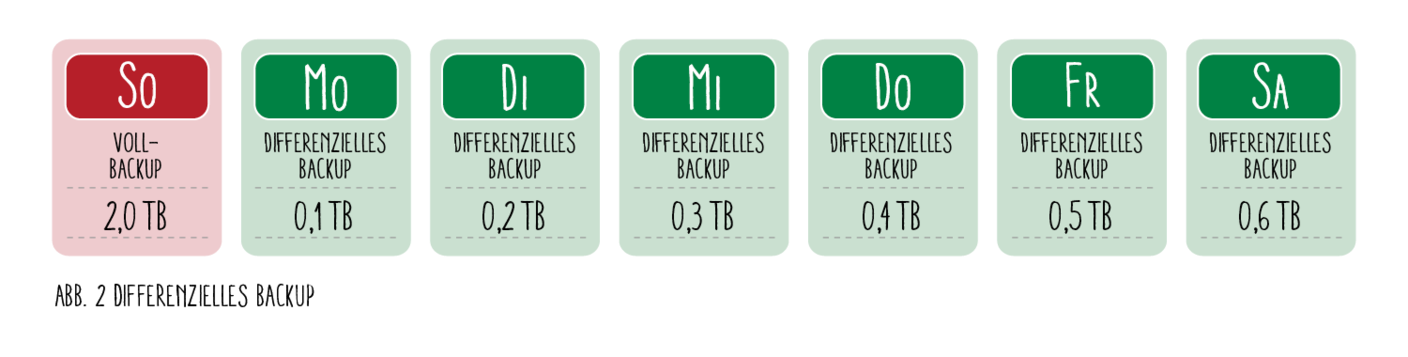 So
VOLL-
BACKUP
2,0 TB
Mo
DIFFERENZIELLES
BACKUP
0,1 TB
Di
DIFFERENZIELLES
BACKUP
0,2 TB
Mi
DIFFERENZIELLES
BACKUP
0,3 TB
Do
DIFFERENZIELLES
BACKUP
0,4 TB
Fr
DIFFERENZIELLES
BACKUP
0,5 TB
Sa
DIFFERENZIELLES
BACKUP
0,6 TB
ABB. 2 DIFFERENZIELLES BACKUP